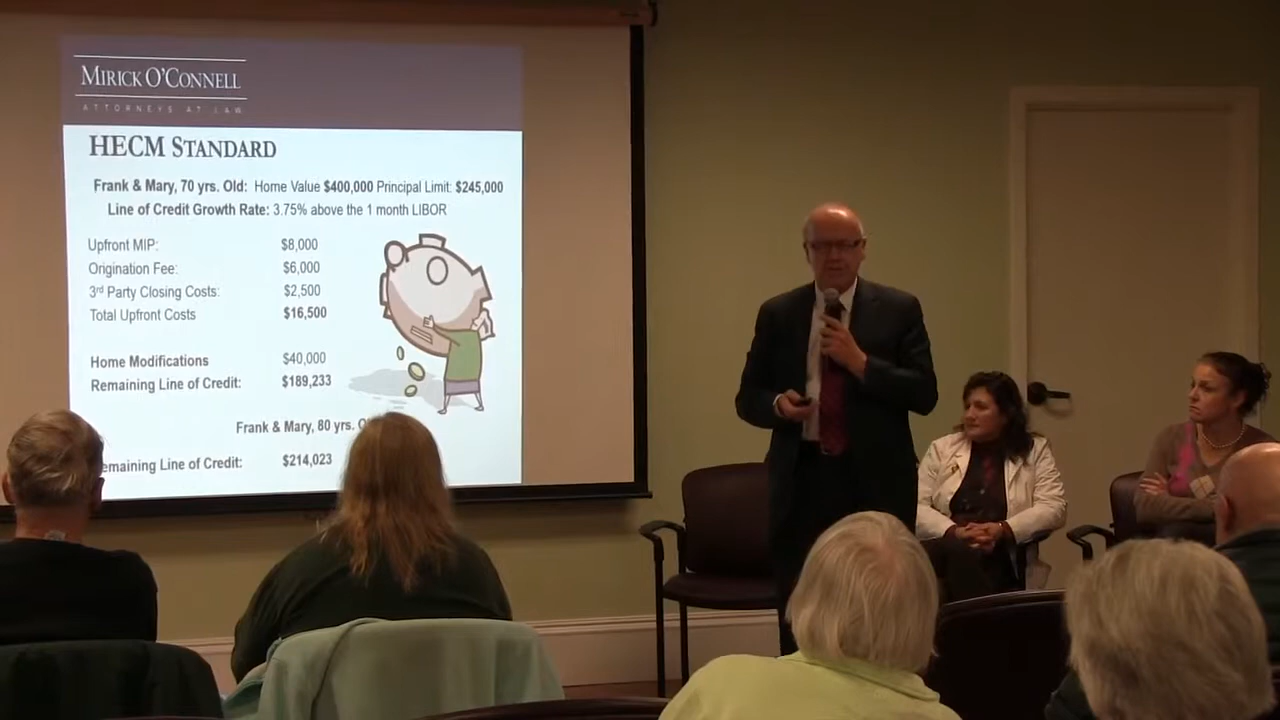 MIRICK O'CONNELL
ATTORNEYS AT LAW
HECM STANDARD
Frank & Mary, 70 yrs. Old: Home Value $400,000 Principal Limit: $245,000
Line of Credit Growth Rate: 3.75% above the 1 month LIBOR
Upfront MIP: $8,000
Origination Fee: $6,000
3rd Party Closing Costs: $2,500
Total Upfront Costs $16,500
Home Modifications $40,000
Remaining Line of Credit: $189,233
Frank & Mary, 80 yrs. O
emaining Line of Credit: $214,023